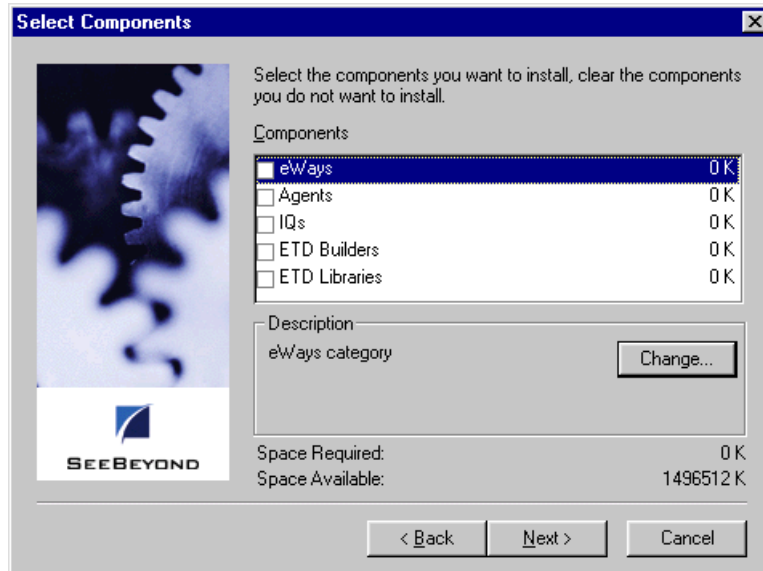 Select Components
Select the components you want to install, clear the components
you do not want to install.
Components
eWays 0 K
Agents 0 K
IQs 0 K
ETD Builders 0 K
ETD Libraries 0 K
Description
eWays category
Change...
SEEBEYOND
Space Required: 0 K
Space Available: 1496512 K
< Back Next > Cancel